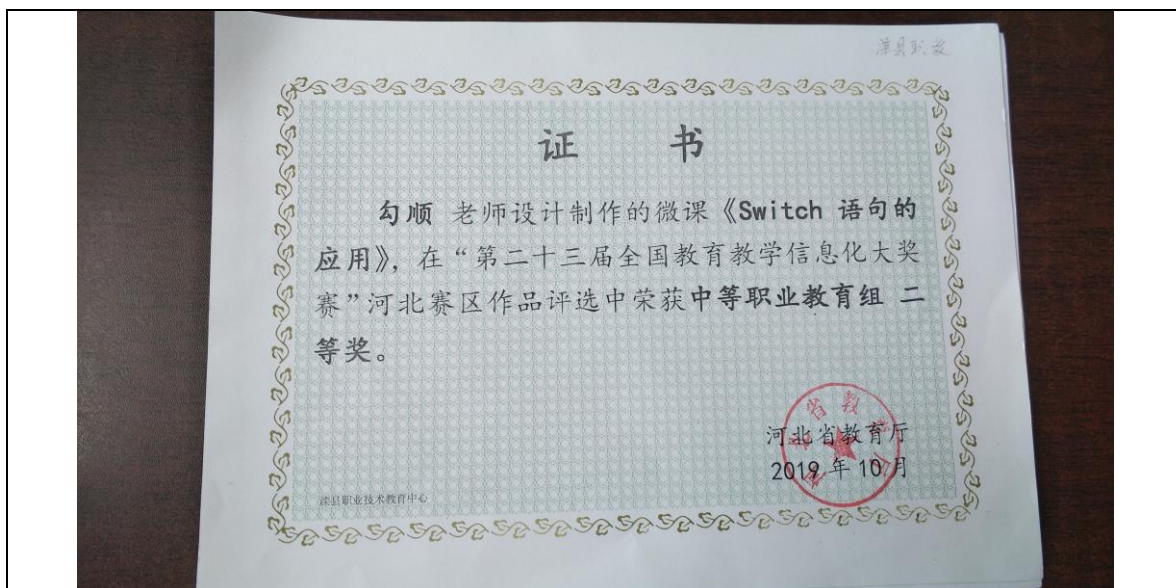 滦县职教
证 书
勾顺 老师设计制作的微课《Switch 语句的
应用》，在“第二十三届全国教育教学信息化大奖
赛”河北赛区作品评选中荣获中等职业教育组 二
等奖。
河北省教育厅
2019 年 10 月
滦县职业技术教育中心